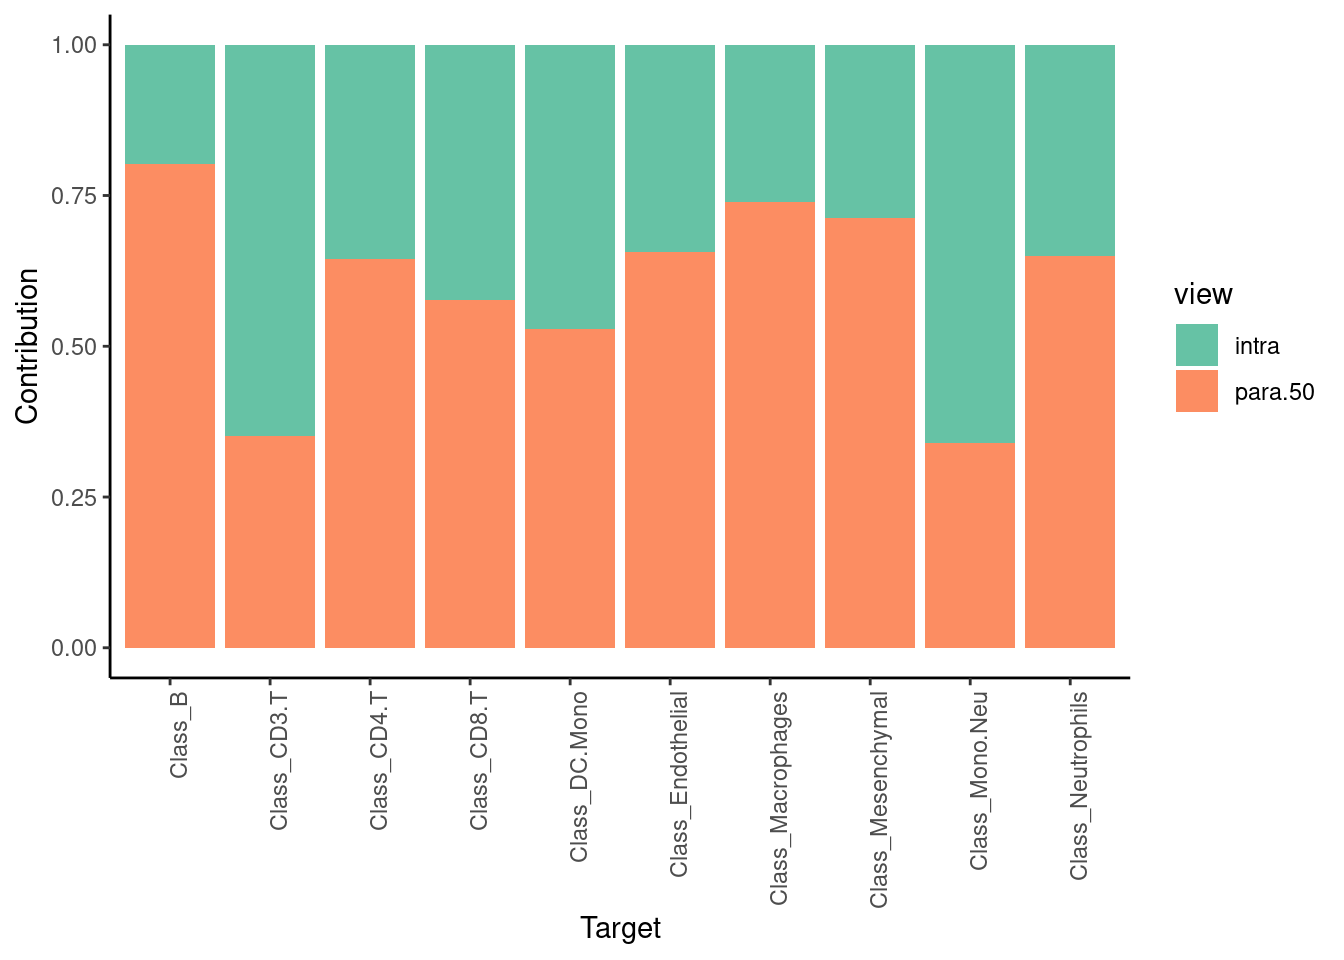 Contribution
1.00
0.75
0.50
0.25
0.00
Class_B
Class_CD3.T
Class_CD4.T
Class_CD8.T
Class_DC.Mono
Class_Endothelial
Class_Macrophages
Class_Mesenchymal
Class_Mono.Neu
Class_Neutrophils
Target
view
intra
para.50